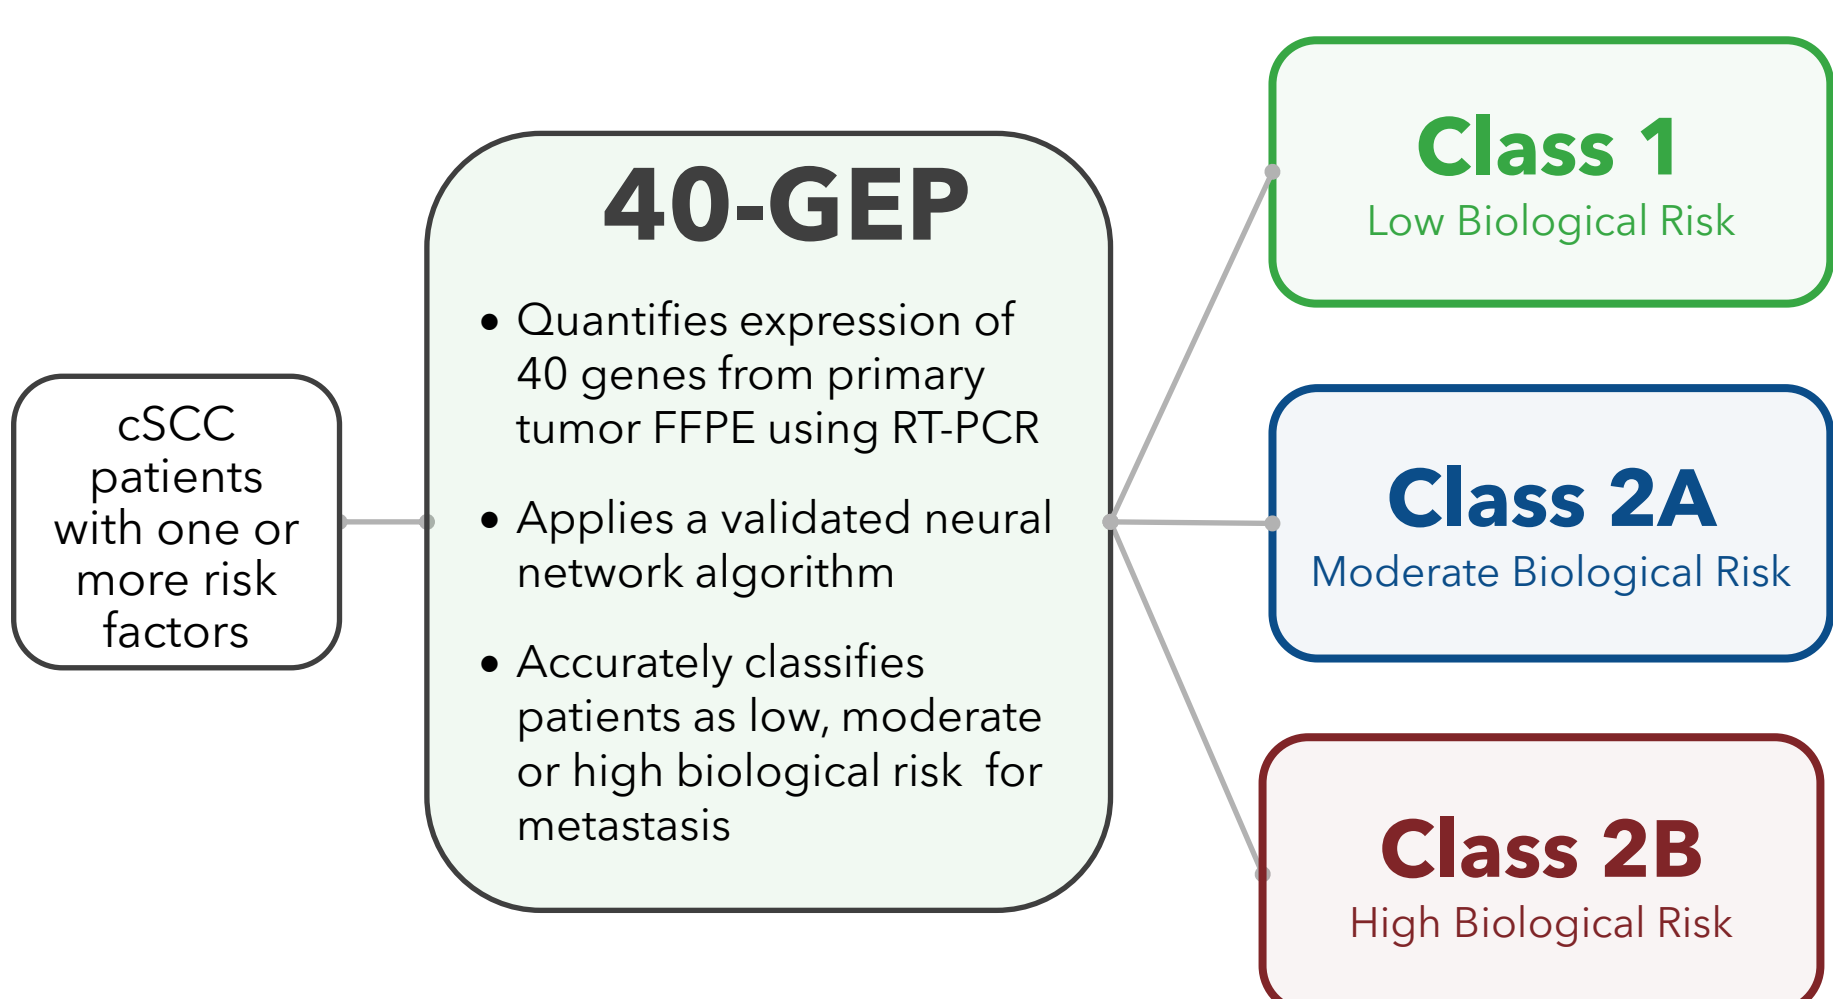 cSCC
patients
with one or
more risk
factors
40-GEP
• Quantifies expression of
40 genes from primary
tumor FFPE using RT-PCR
• Applies a validated neural
network algorithm
• Accurately classifies
patients as low, moderate
or high biological risk for
metastasis
Class 1
Low Biological Risk
Class 2A
Moderate Biological Risk
Class 2B
High Biological Risk